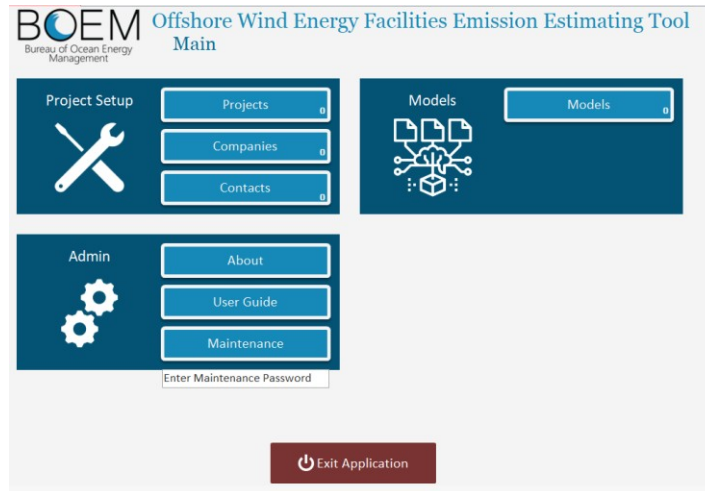 BOEM
Bureau of Ocean Energy
Management
Offshore Wind Energy Facilities Emission Estimating Tool
Main
Project Setup
Projects
0
Companies
0
Contacts
0
Models
Models
0
Admin
About
User Guide
Maintenance
Enter Maintenance Password
Exit Application